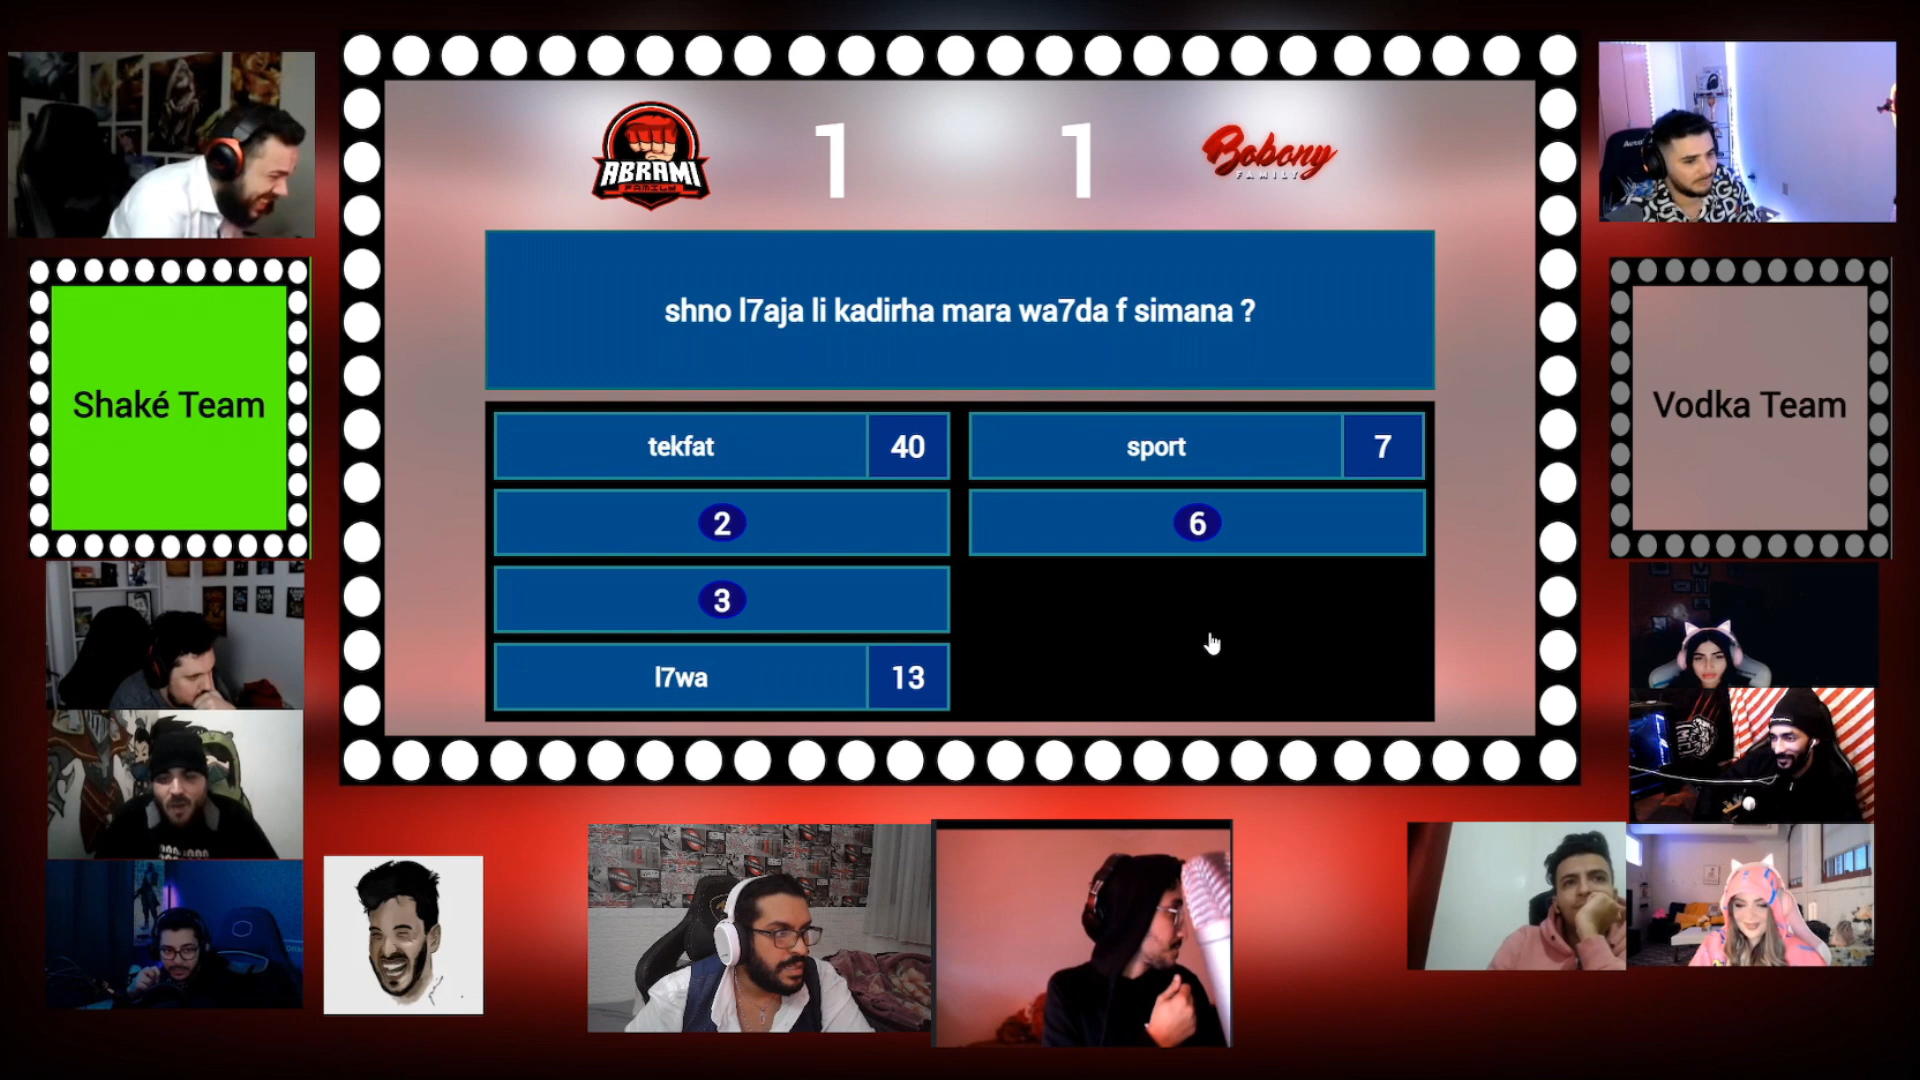 ABRAMI
FAMILY
1
1
Bobony
FAMILY
shno l7aja li kadirha mara wa7da f simana ?
tekfat 40
sport 7
2
6
3
l7wa 13
Shaké Team
Vodka Team